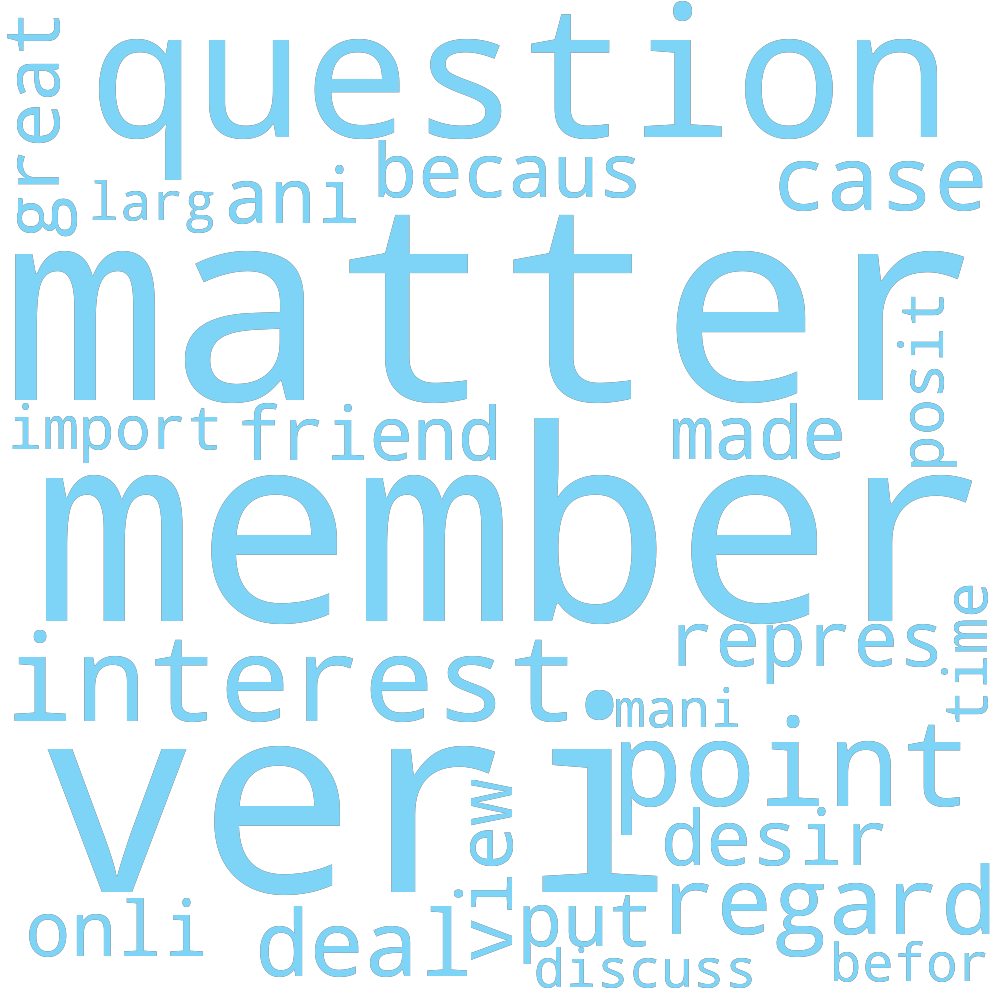 great
question
larg
ani
becaus
case
matter
posit
import
friend
made
member
time
repres
interest
mani
veri
point
view
desir
regard
onli
deal
put
discuss
befor